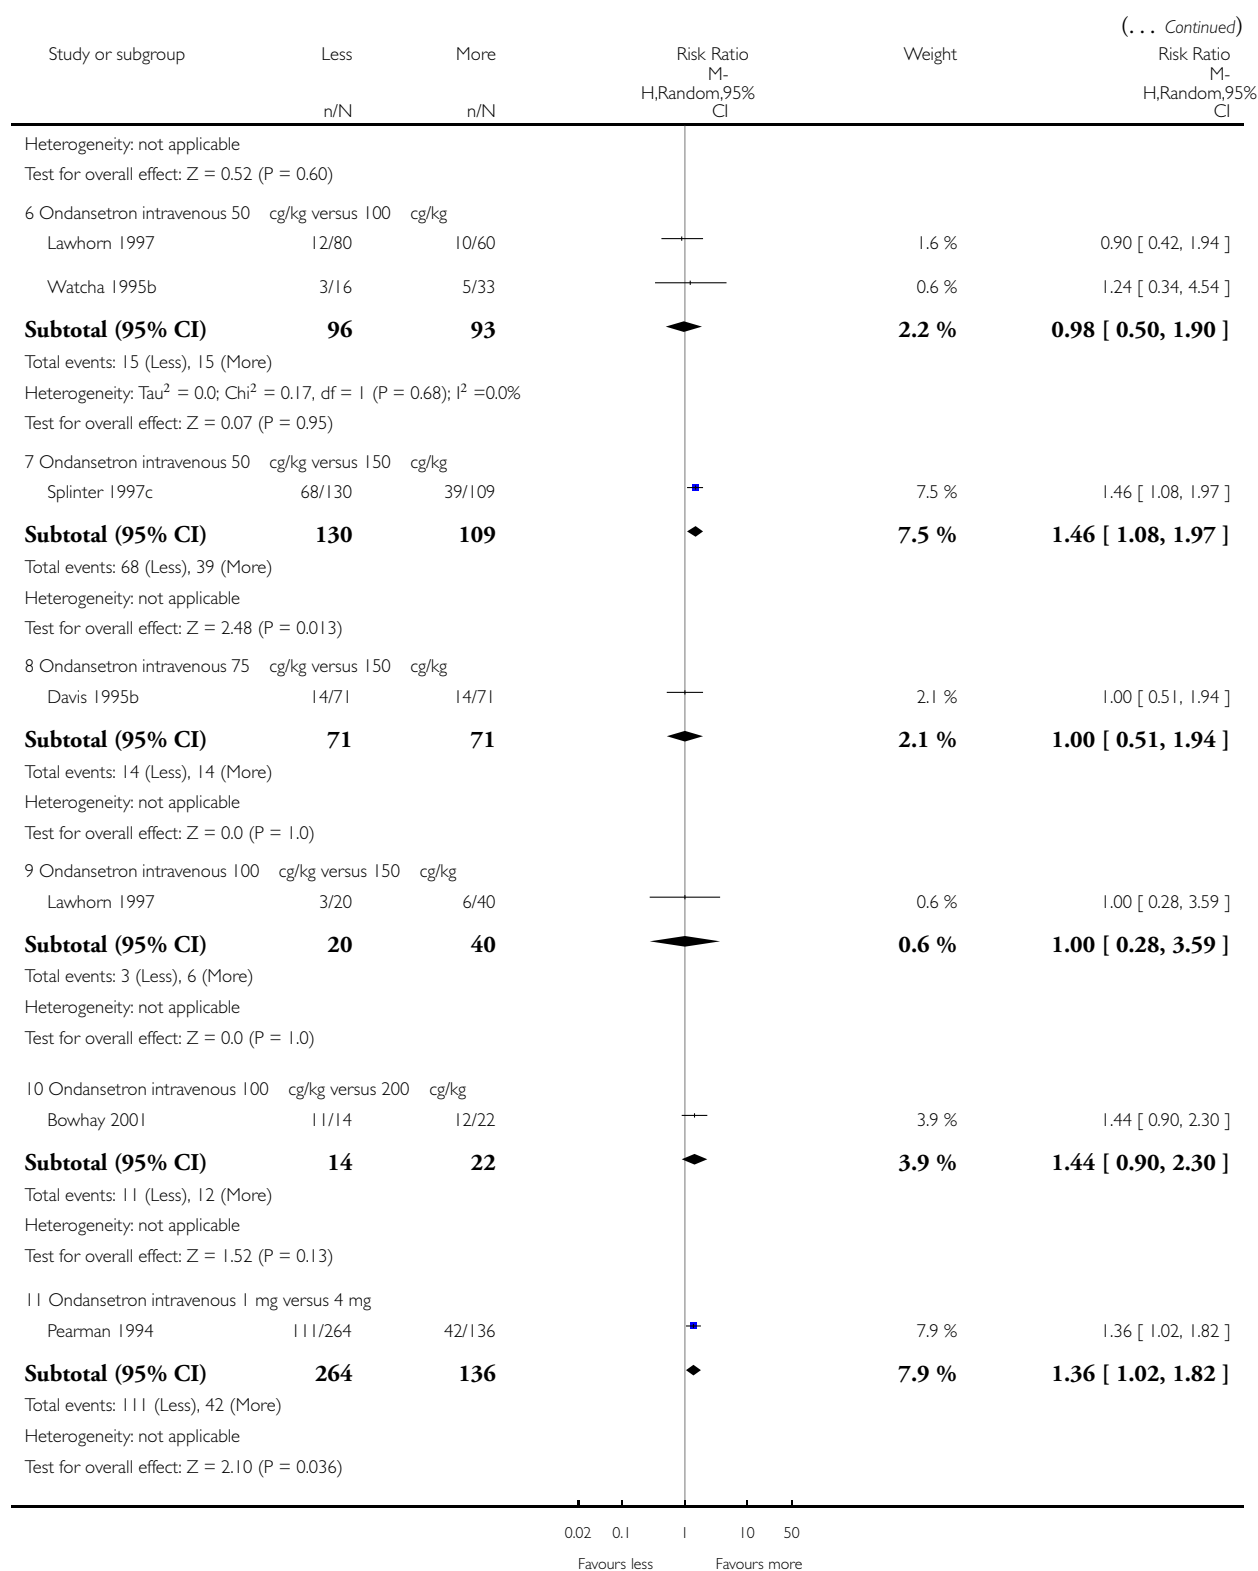 (... Continued)
Study or subgroup Less More Risk Ratio Weight Risk Ratio
M- M-
H,Random,95% H,Random,95%
n/N n/N CI CI
Heterogeneity: not applicable
Test for overall effect: Z = 0.52 (P = 0.60)
6 Ondansetron intravenous 50 cg/kg versus 100 cg/kg
Lawhorn 1997 12/80 10/60 1.6 % 0.90 [ 0.42, 1.94 ]
Watcha 1995b 3/16 5/33 0.6 % 1.24 [ 0.34, 4.54 ]
Subtotal (95% CI) 96 93 2.2 % 0.98 [ 0.50, 1.90 ]
Total events: 15 (Less), 15 (More)
Heterogeneity: Tau² = 0.0; Chi² = 0.17, df = 1 (P = 0.68); I² =0.0%
Test for overall effect: Z = 0.07 (P = 0.95)
7 Ondansetron intravenous 50 cg/kg versus 150 cg/kg
Splinter 1997c 68/130 39/109 7.5 % 1.46 [ 1.08, 1.97 ]
Subtotal (95% CI) 130 109 7.5 % 1.46 [ 1.08, 1.97 ]
Total events: 68 (Less), 39 (More)
Heterogeneity: not applicable
Test for overall effect: Z = 2.48 (P = 0.013)
8 Ondansetron intravenous 75 cg/kg versus 150 cg/kg
Davis 1995b 14/71 14/71 2.1 % 1.00 [ 0.51, 1.94 ]
Subtotal (95% CI) 71 71 2.1 % 1.00 [ 0.51, 1.94 ]
Total events: 14 (Less), 14 (More)
Heterogeneity: not applicable
Test for overall effect: Z = 0.0 (P = 1.0)
9 Ondansetron intravenous 100 cg/kg versus 150 cg/kg
Lawhorn 1997 3/20 6/40 0.6 % 1.00 [ 0.28, 3.59 ]
Subtotal (95% CI) 20 40 0.6 % 1.00 [ 0.28, 3.59 ]
Total events: 3 (Less), 6 (More)
Heterogeneity: not applicable
Test for overall effect: Z = 0.0 (P = 1.0)
10 Ondansetron intravenous 100 cg/kg versus 200 cg/kg
Bowhay 2001 11/14 12/22 3.9 % 1.44 [ 0.90, 2.30 ]
Subtotal (95% CI) 14 22 3.9 % 1.44 [ 0.90, 2.30 ]
Total events: 11 (Less), 12 (More)
Heterogeneity: not applicable
Test for overall effect: Z = 1.52 (P = 0.13)
11 Ondansetron intravenous 1 mg versus 4 mg
Pearman 1994 111/264 42/136 7.9 % 1.36 [ 1.02, 1.82 ]
Subtotal (95% CI) 264 136 7.9 % 1.36 [ 1.02, 1.82 ]
Total events: 111 (Less), 42 (More)
Heterogeneity: not applicable
Test for overall effect: Z = 2.10 (P = 0.036)
0.02 0.1 1 10 50
Favours less Favours more